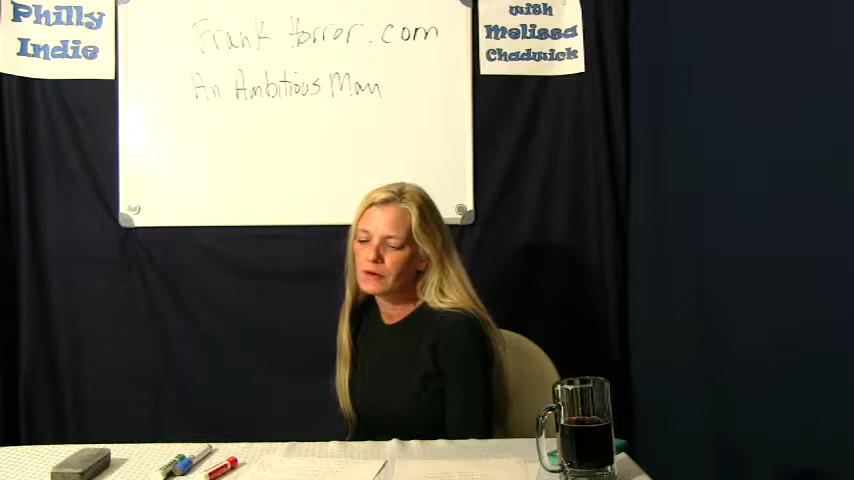 Philly
Indie
Frank Horror.com
An Ambitious Man
with
Melissa
Chadwick